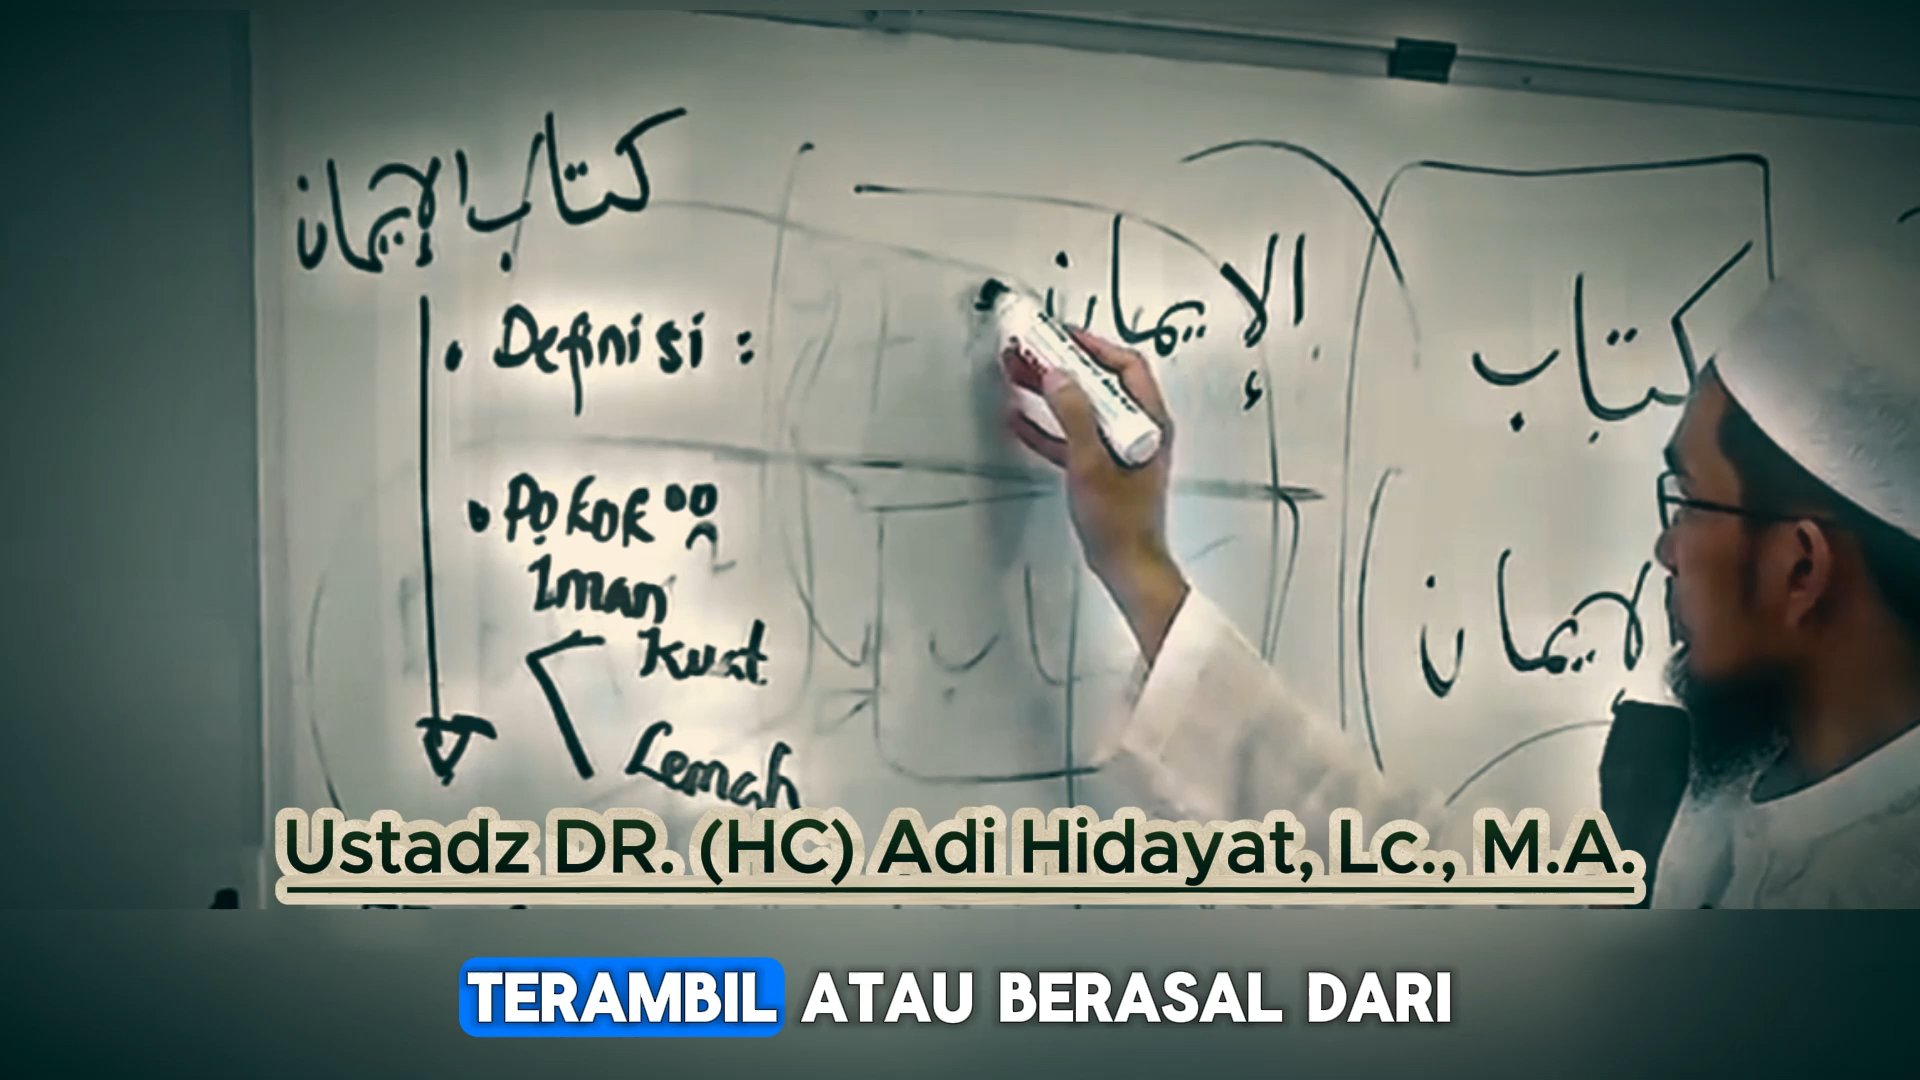 كتاب الإيمان
Definisi :
Pokok
Iman
Kuat
Lemah
الإيمان
كتاب
الإيمان
Ustadz DR. (HC) Adi Hidayat, Lc., M.A.
TERAMBIL ATAU BERASAL DARI